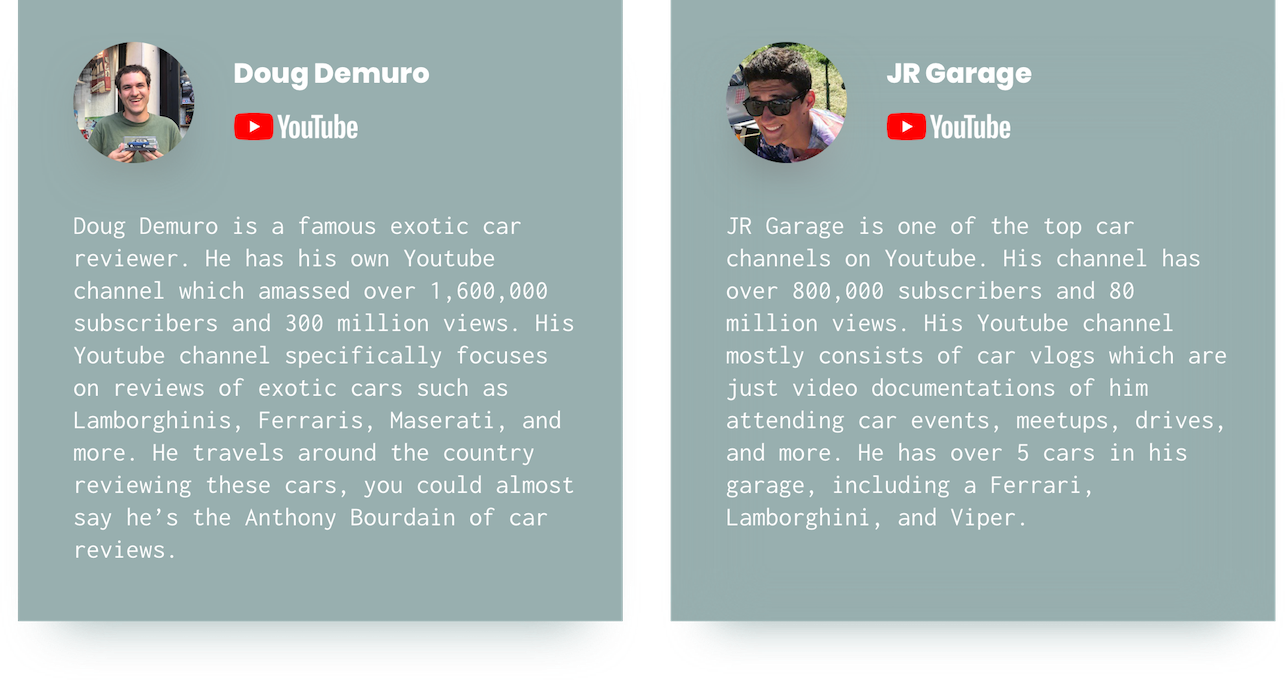 Doug Demuro
YouTube
Doug Demuro is a famous exotic car
reviewer. He has his own Youtube
channel which amassed over 1,600,000
subscribers and 300 million views. His
Youtube channel specifically focuses
on reviews of exotic cars such as
Lamborghinis, Ferraris, Maserati, and
more. He travels around the country
reviewing these cars, you could almost
say he’s the Anthony Bourdain of car
reviews.
JR Garage
YouTube
JR Garage is one of the top car
channels on Youtube. His channel has
over 800,000 subscribers and 80
million views. His Youtube channel
mostly consists of car vlogs which are
just video documentations of him
attending car events, meetups, drives,
and more. He has over 5 cars in his
garage, including a Ferrari,
Lamborghini, and Viper.